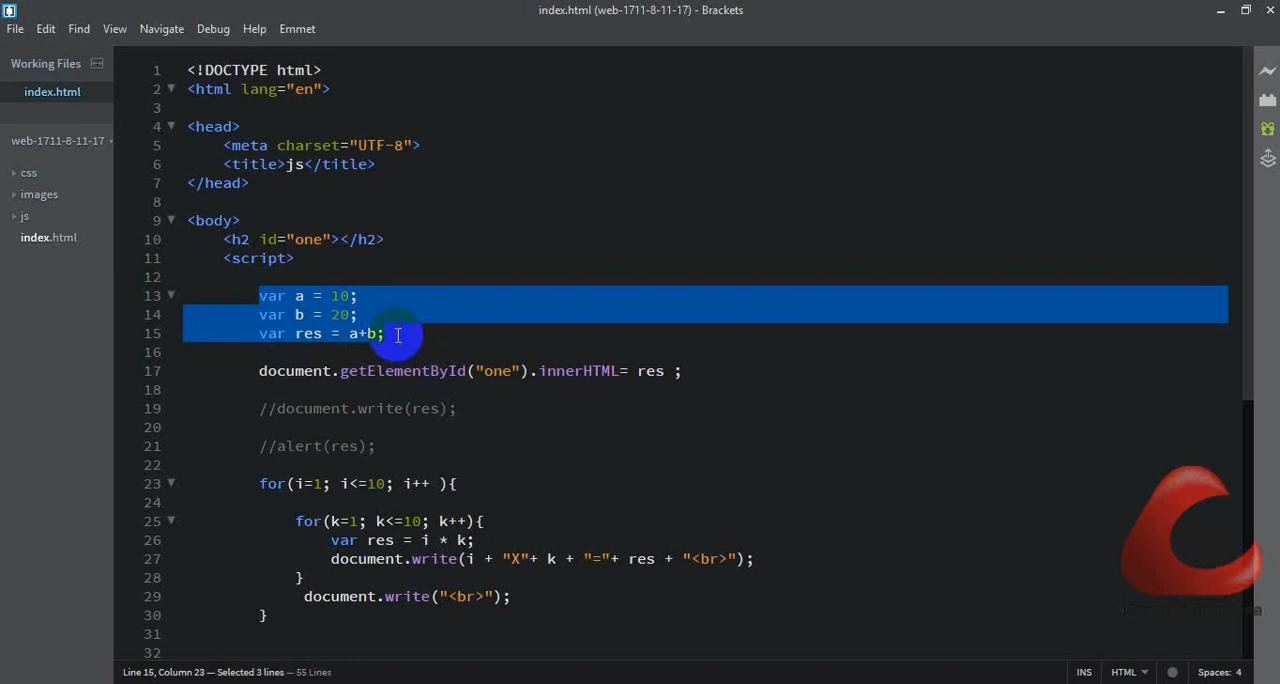 index.html (web-1711-8-11-17) - Brackets
File Edit Find View Navigate Debug Help Emmet
Working Files
index.html
web-1711-8-11-17
css
images
js
index.html
1 <!DOCTYPE html>
2 <html lang="en">
3
4 <head>
5 <meta charset="UTF-8">
6 <title>js</title>
7 </head>
8
9 <body>
10 <h2 id="one"></h2>
11 <script>
12
13 var a = 10;
14 var b = 20;
15 var res = a+b;
16
17 document.getElementById("one").innerHTML= res ;
18
19 //document.write(res);
20
21 //alert(res);
22
23 for(i=1; i<=10; i++ ){
24
25 for(k=1; k<=10; k++){
26 var res = i * k;
27 document.write(i + "X"+ k + "="+ res + "<br>");
28 }
29 document.write("<br>");
30 }
31
32
Line 15, Column 23 — Selected 3 lines — 55 Lines
INS HTML Spaces: 4